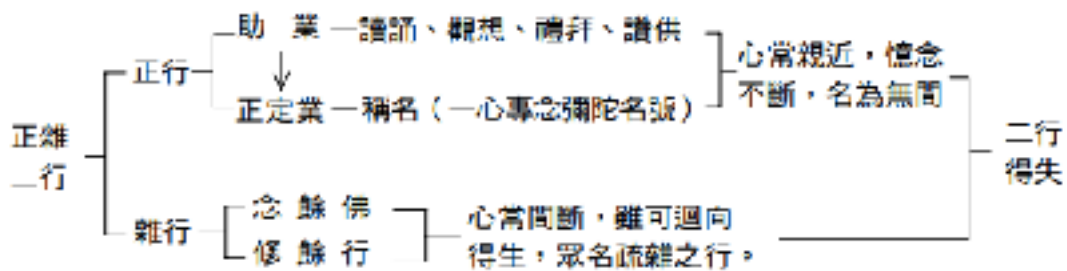 助 業 — 讀誦、觀想、禮拜、讚供
正行
心常親近,憶念
不斷,名為無間
正定業 — 稱名(一心專念彌陀名號)
正雜
二行
二行
得失
雜行
念 餘 佛
修 餘 行
心常間斷,雖可迴向
得生,眾名疏雜之行。